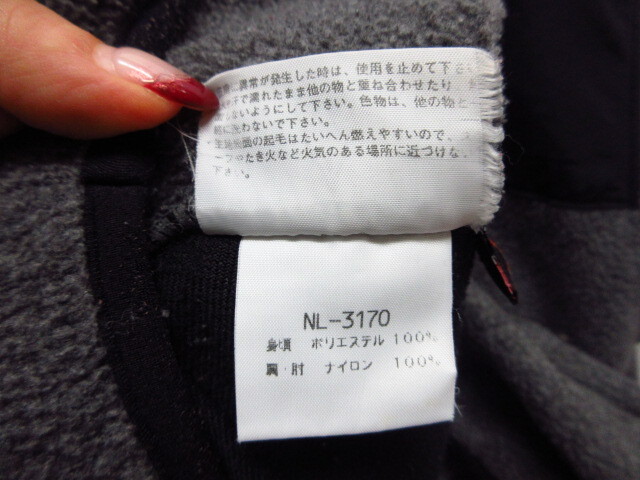 異常が発生した時は、使用を止めて下さ
汗で濡れたまま他の物と重ね合わせたり
ないようにして下さい。色物は、他の物と
に洗わないで下さい。
面の起毛はたいへん燃えやすいので、
たき火など火気のある場所に近づけな
下さい。
NL-3170
身頃 ポリエステル 100%
胸・肘 ナイロン 100%